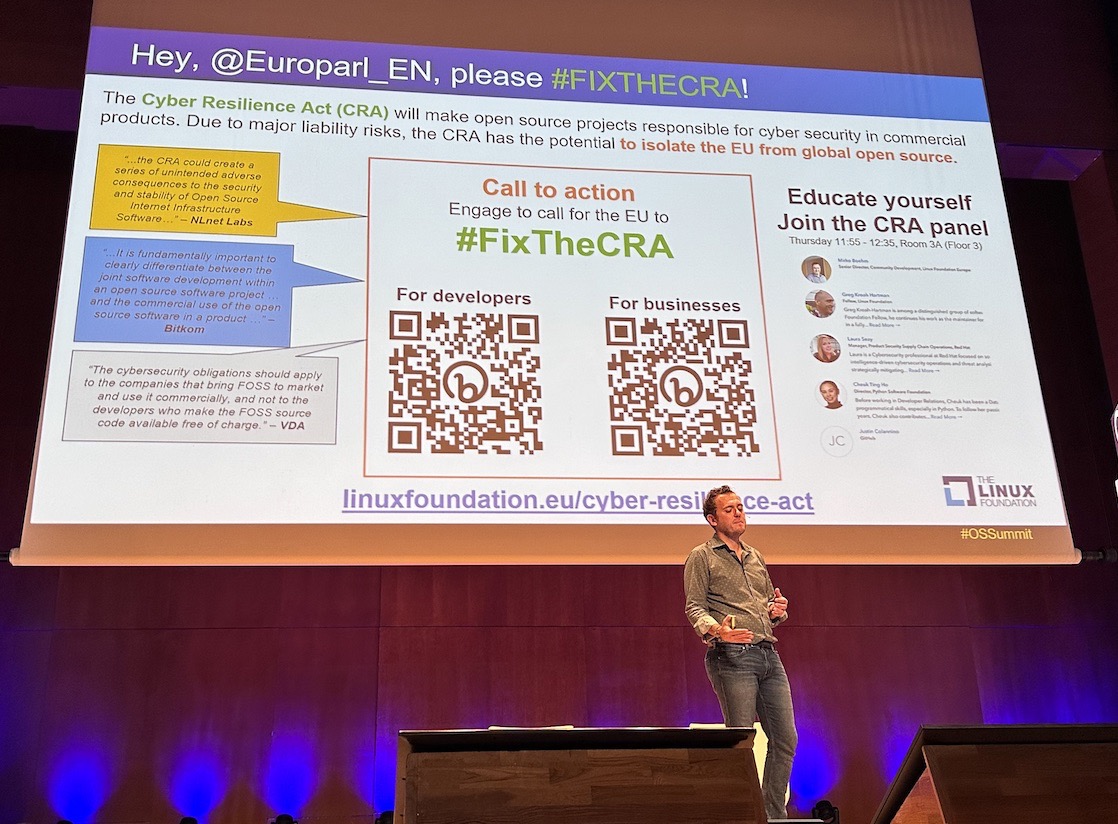 Hey, @Europarl_EN, please #FIXTHECRA!
The Cyber Resilience Act (CRA) will make open source projects responsible for cyber security in commercial
products. Due to major liability risks, the CRA has the potential to isolate the EU from global open source.
"...the CRA could create a
series of unintended adverse
consequences to the security
and stability of Open Source
Internet Infrastructure
Software…" – NLnet Labs
"...It is fundamentally important to
clearly differentiate between the
joint software development within
an open source software project …
and the commercial use of the open
source software in a product …" –
Bitkom
"The cybersecurity obligations should apply
to the companies that bring FOSS to market
and use it commercially, and not to the
developers who make the FOSS source
code available free of charge." – VDA
Call to action
Engage to call for the EU to
#FixTheCRA
For developers
For businesses
linuxfoundation.eu/cyber-resi ce-act
Educate yourself
Join the CRA panel
Thursday 11:55 - 12:35, Room 3A (Floor 3)
Mirko Boehm
Senior Director, Community Development, Linux Foundation Europe
Greg Kroah-Hartman
Fellow, Linux Foundation
Greg Kroah-Hartman is among a distinguished group of
Foundation Fellow, he continues his work as the maintainer for
in a fully... Read More →
Laura
Manager, Product Security Supply Chain Operations, Red Hat
Laura is a Cybersecurity professional at Red Hat focused on
intelligence-driven cybersecurity operations and threat
strategically mitigating... Read More →
Cheuk Ting Ho
Director, Python Software Foundation
Before working in Developer Relations, Cheuk has been a Dat
programmatical skills, especially in Python. To follow her
years, Cheuk also contributes... Read More →
JC
Justin Colannino
GitHub
THE
LINUX
FOUNDATION
#OSSummit